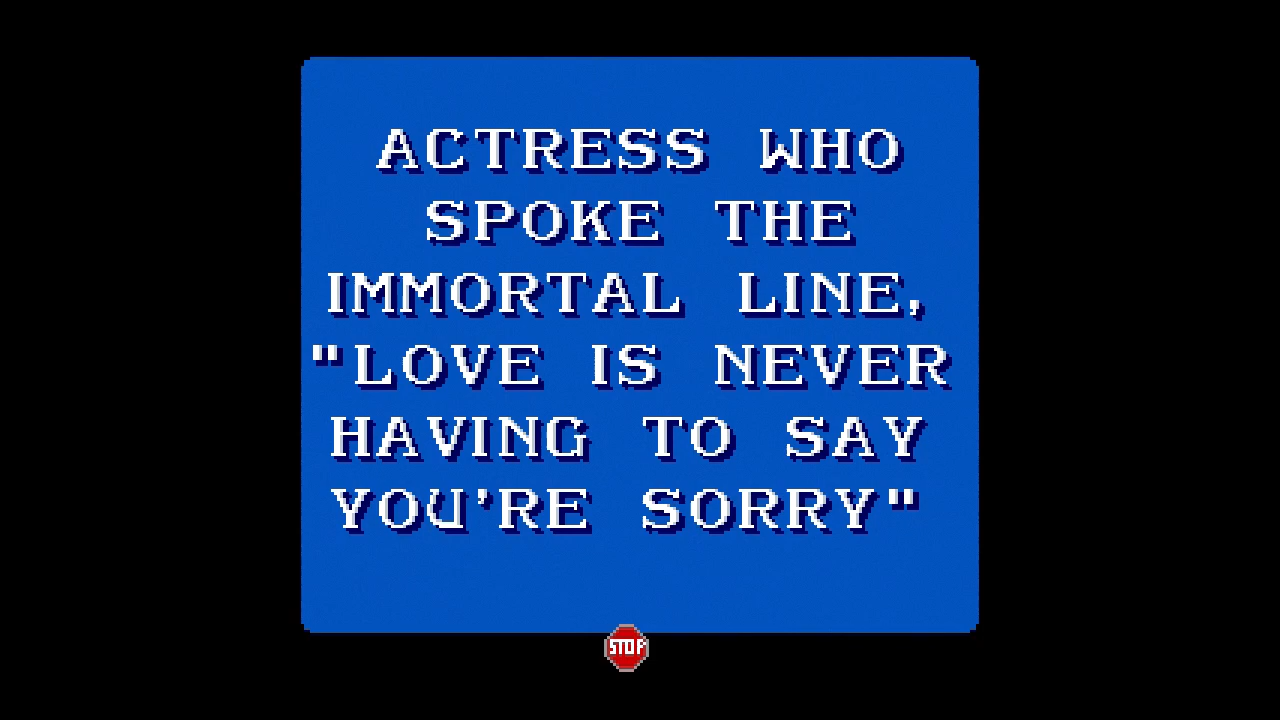 ACTRESS WHO
SPOKE THE
IMMORTAL LINE,
"LOVE IS NEVER
HAVING TO SAY
YOU'RE SORRY"
STOP